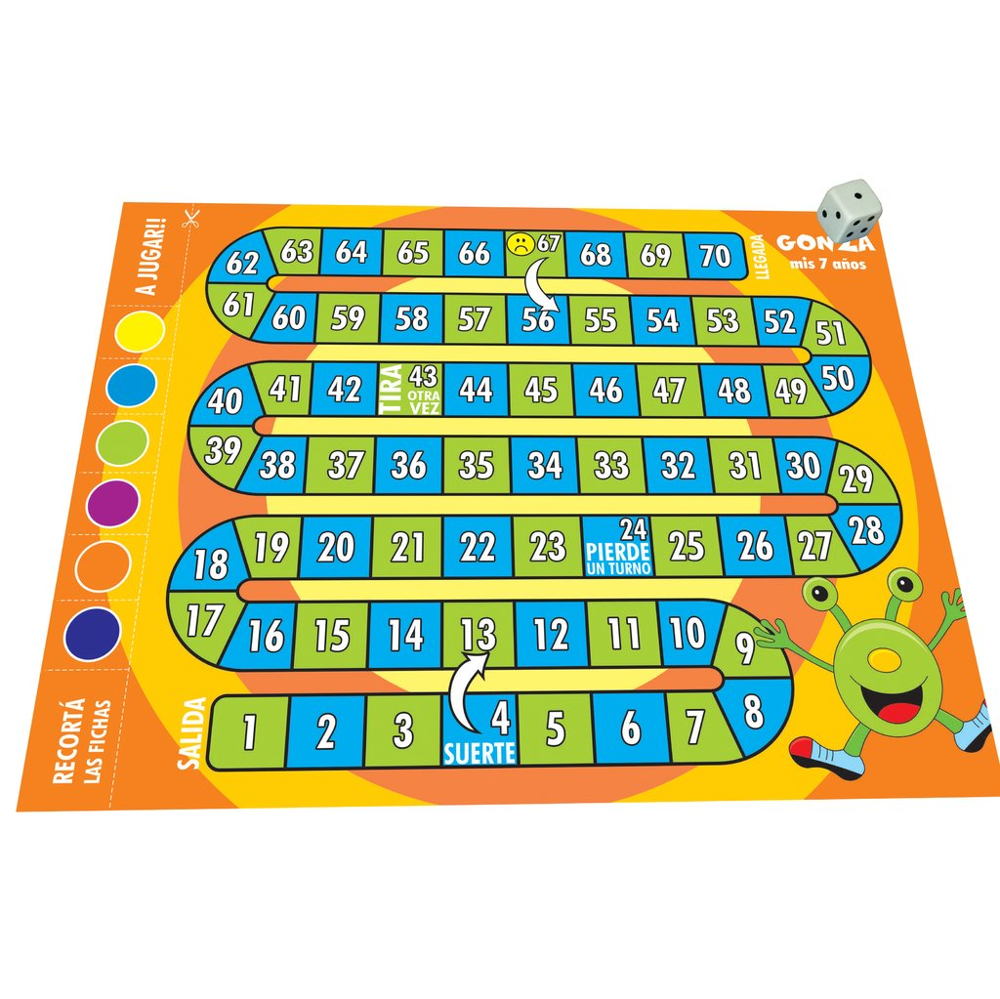 A JUGAR!!
RECORTÁ
LAS FICHAS
GONZA
mis 7 años
LLEGADA
62 63 64 65 66 67 68 69 70
61 60 59 58 57 56 55 54 53 52 51
40 41 42 43 44 45 46 47 48 49 50
TIRA
OTRA
VEZ
39 38 37 36 35 34 33 32 31 30 29
18 19 20 21 22 23 24 25 26 27 28
PIERDE
UN TURNO
17 16 15 14 13 12 11 10 9
SALIDA
1 2 3 4 5 6 7 8
SUERTE